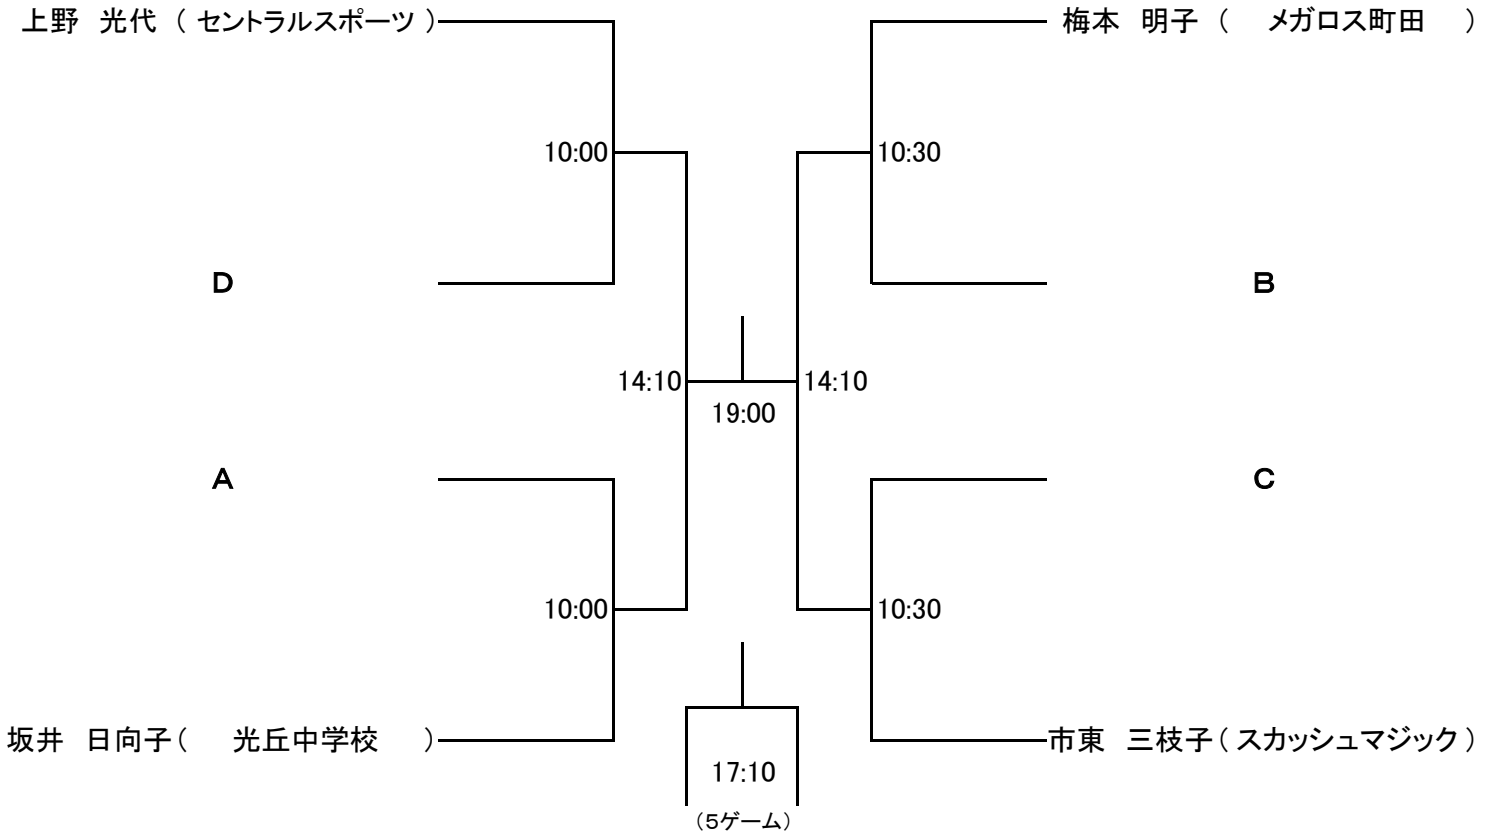 上野　光代　（ セントラルスポーツ ）
梅本　明子　（　メガロス町田　）
10:00
10:30
D
B
14:10
14:10
19:00
A
C
10:00
10:30
坂井　日向子（　光丘中学校　）
市東　三枝子（ スカッシュマジック ）
17:10
（5ゲーム）